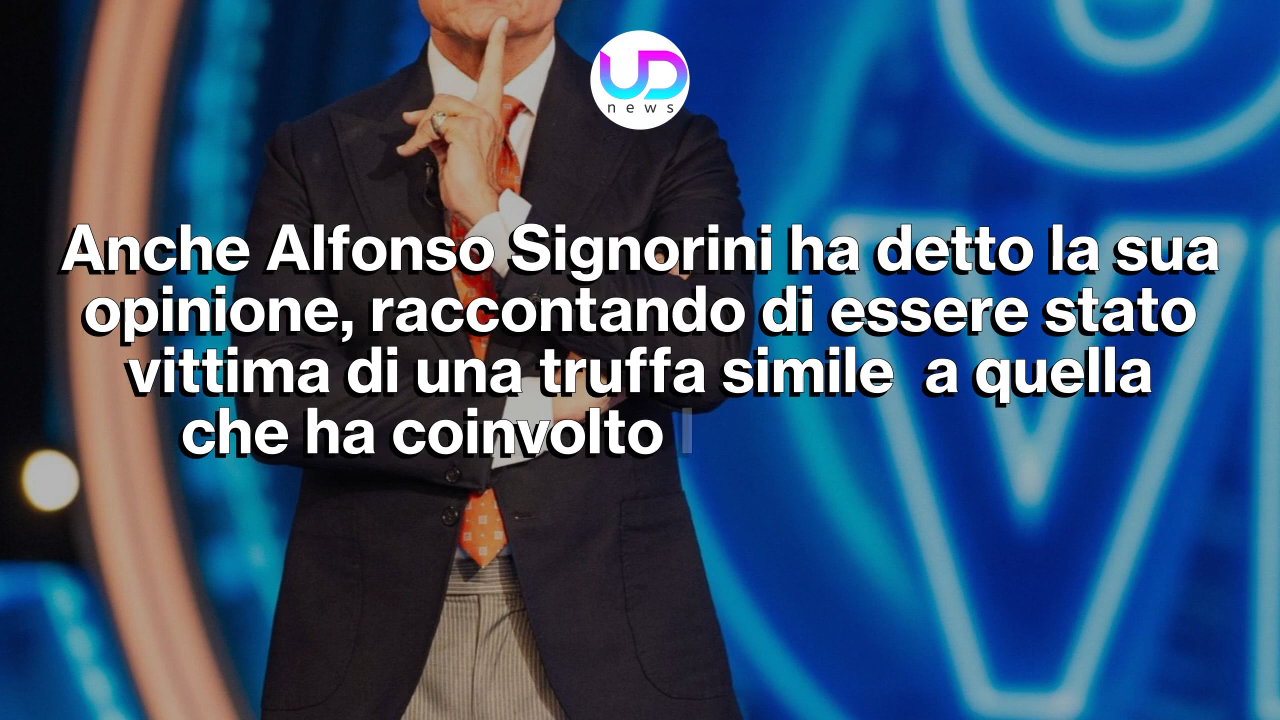 UD
news
Anche Alfonso Signorini ha detto la sua
opinione, raccontando di essere stato
vittima di una truffa simile  a quella
che ha coinvolto